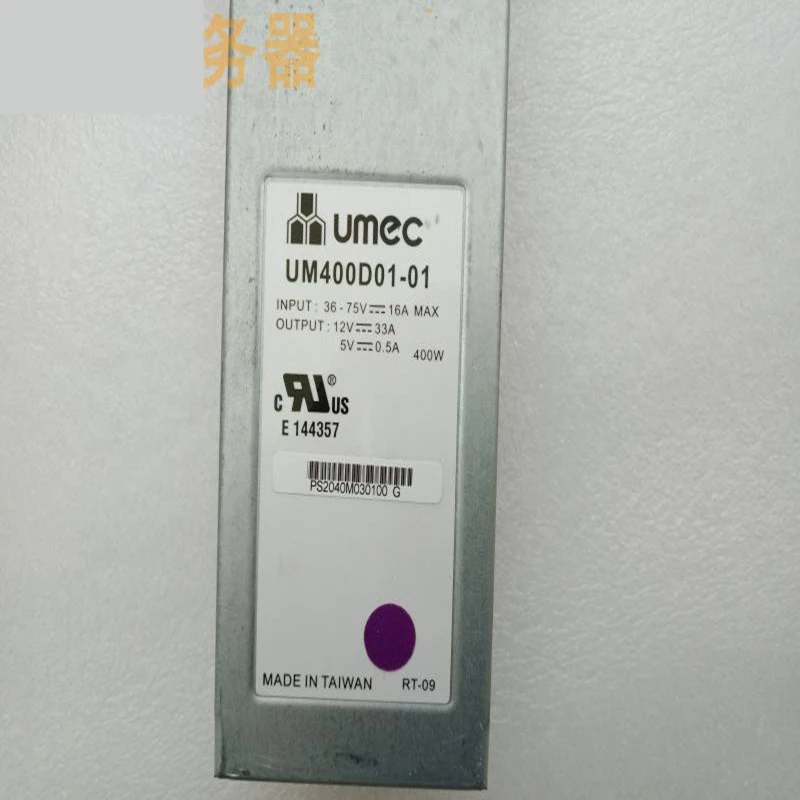 务器
umec
UM400D01-01
INPUT: 36-75V⎓16A MAX
OUTPUT: 12V⎓33A
5V⎓0.5A 400W
c RU® US
E 144357
PS2040M030100 G
MADE IN TAIWAN RT-09